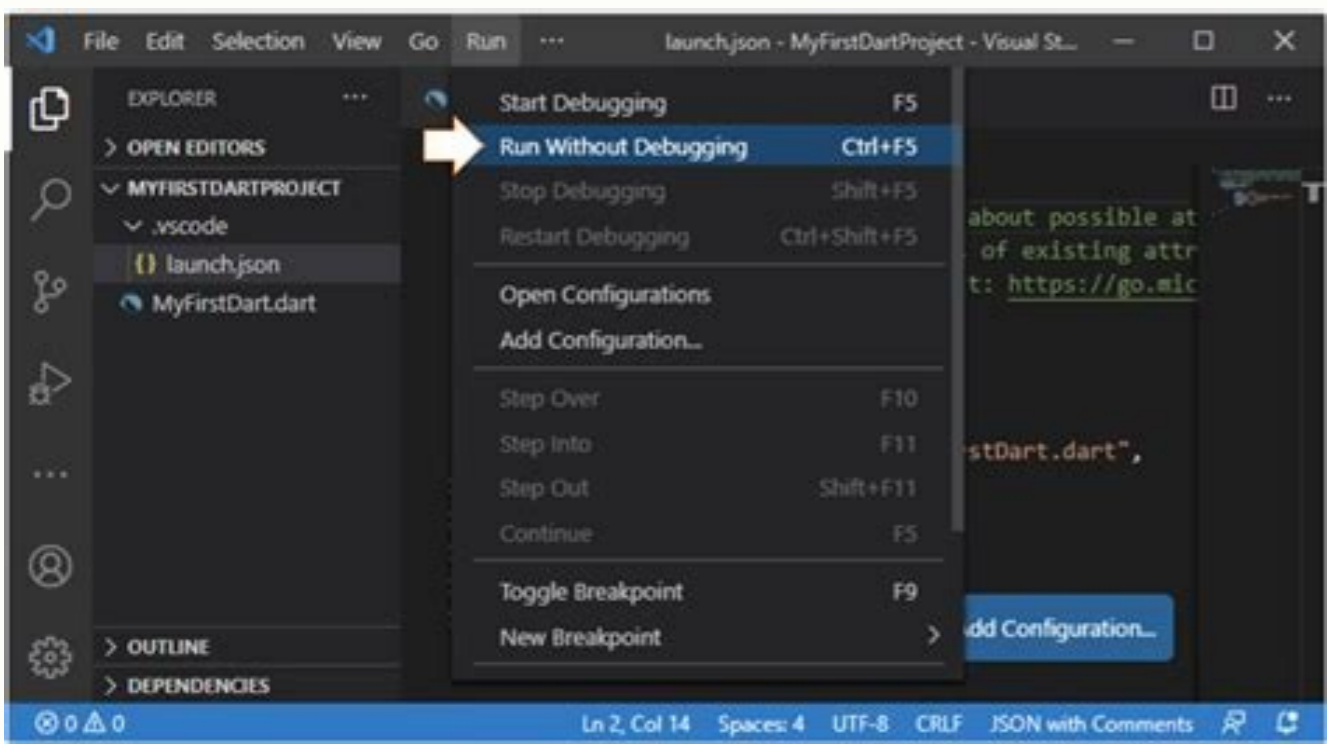 File Edit Selection View Go Run ... launch.json - MyFirstDartProject - Visual St...
EXPLORER ...
OPEN EDITORS
MYFIRSTDARTPROJECT
.vscode
{} launch.json
MyFirstDart.dart
OUTLINE
DEPENDENCIES
Start Debugging F5
Run Without Debugging Ctrl+F5
Stop Debugging Shift+F5
Restart Debugging Ctrl+Shift+F5
Open Configurations
Add Configuration...
Step Over F10
Step Into F11
Step Out Shift+F11
Continue F5
Toggle Breakpoint F9
New Breakpoint >
about possible at
of existing attr
t: https://go.mic
stDart.dart",
dd Configuration...
0 0 Ln 2, Col 14 Spaces: 4 UTF-8 CRLF JSON with Comments